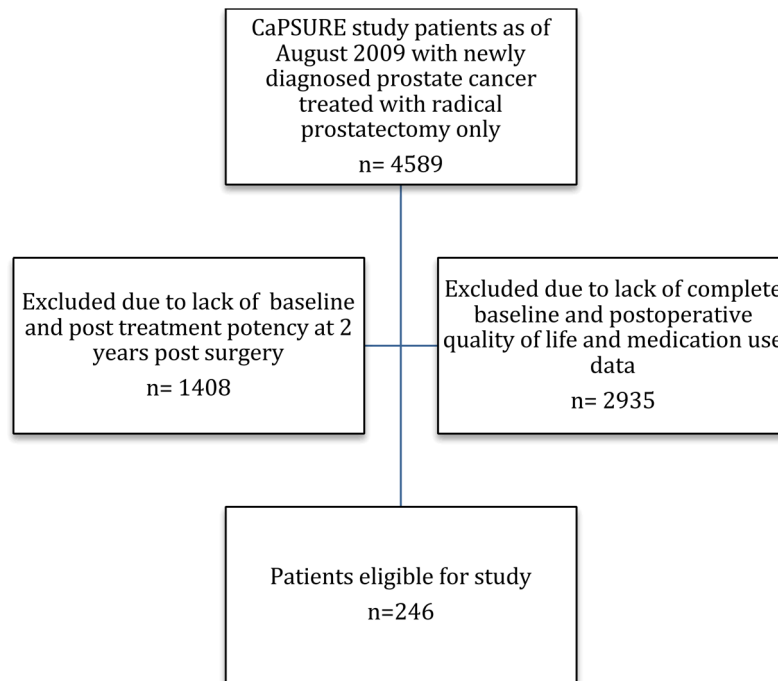 CaPSURE study patients as of
August 2009 with newly
diagnosed prostate cancer
treated with radical
prostatectomy only
n= 4589
Excluded due to lack of baseline
and post treatment potency at 2
years post surgery
n= 1408
Excluded due to lack of complete
baseline and postoperative
quality of life and medication use
data
n= 2935
Patients eligible for study
n=246